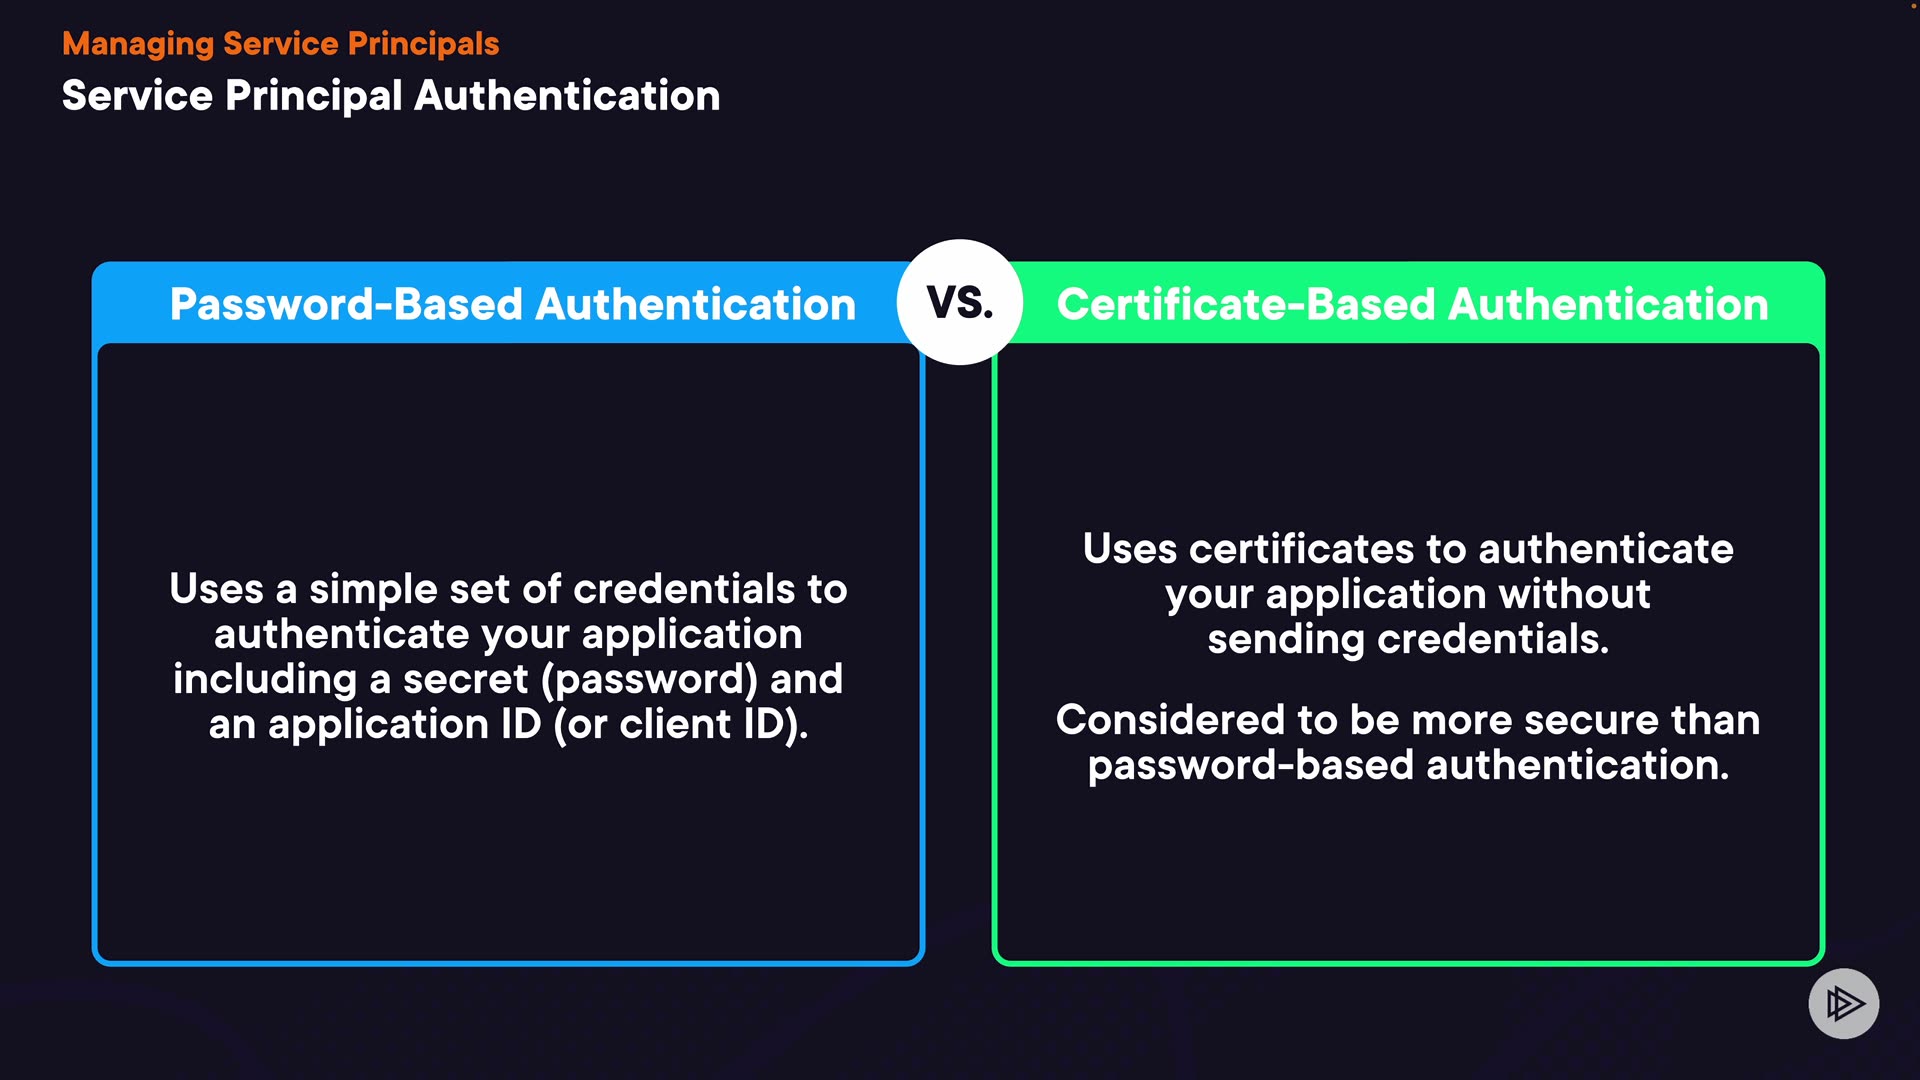 Managing Service Principals
Service Principal Authentication
Password-Based Authentication
VS.
Certificate-Based Authentication
Uses a simple set of credentials to
authenticate your application
including a secret (password) and
an application ID (or client ID).
Uses certificates to authenticate
your application without
sending credentials.
Considered to be more secure than
password-based authentication.